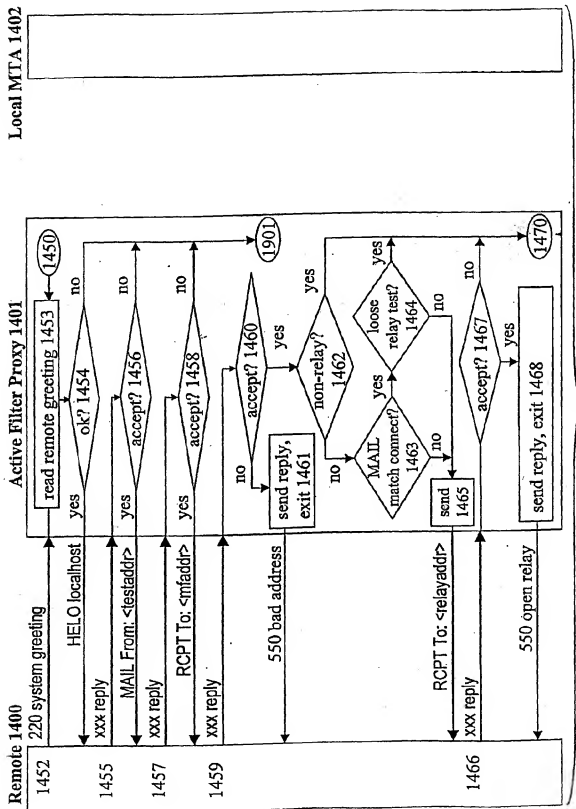 Remote 1400
Active Filter Proxy 1401
Local MTA 1402
1450
1452
220 system greeting
read remote greeting 1453
ok? 1454
yes
no
HELO localhost
1455
xxx reply
accept? 1456
yes
no
MAIL From: <testaddr>
1457
xxx reply
accept? 1458
yes
no
RCPT To: <mfaddr>
1459
xxx reply
1901
accept? 1460
no
yes
send reply,
exit 1461
550 bad address
non-relay?
1462
yes
no
MAIL
match connect?
1463
yes
no
loose
relay test?
1464
yes
no
send
1465
RCPT To: <relayaddr>
1466
xxx reply
accept? 1467
no
yes
1470
send reply, exit 1468
550 open relay